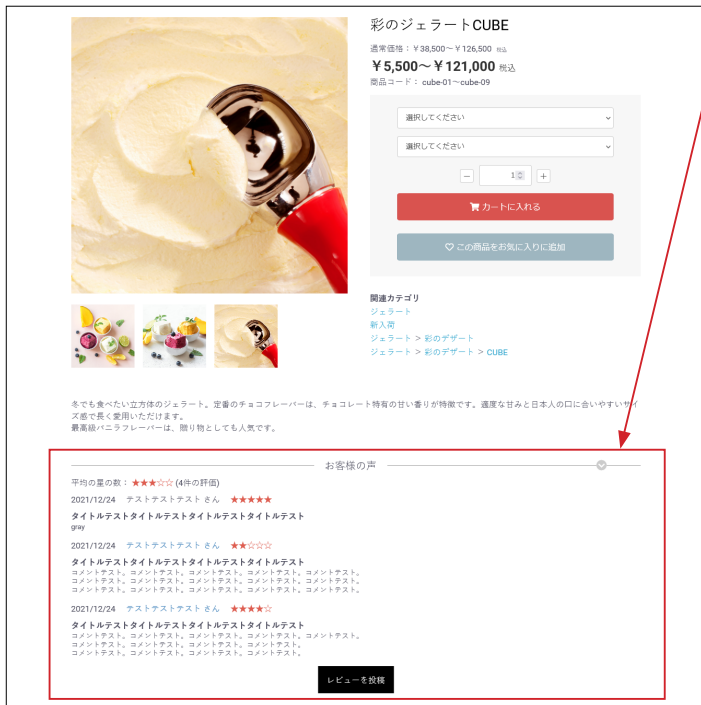 彩のジェラートCUBE
通常価格：￥38,500～￥126,500 税込
￥5,500～￥121,000 税込
商品コード： cube-01～cube-09
選択してください
選択してください
1
カートに入れる
この商品をお気に入りに追加
関連カテゴリ
ジェラート
新入荷
ジェラート ＞ 彩のデザート
ジェラート ＞ 彩のデザート ＞ CUBE
冬でも食べたい立方体のジェラート。定番のチョコフレーバーは、チョコレート特有の甘い香りが特徴です。適度な甘みと日本人の口に合いやすいサイ
ズ感で長く愛用いただけます。
最高級バニラフレーバーは、贈り物としても人気です。
お客様の声
平均の星の数： ★★★☆☆ (4件の評価)
2021/12/24 テストテストテスト さん ★★★★★
タイトルテストタイトルテストタイトルテストタイトルテスト
gray
2021/12/24 テストテストテスト さん ★★☆☆☆
タイトルテストタイトルテストタイトルテストタイトルテスト
コメントテスト。コメントテスト。コメントテスト。コメントテスト。コメントテスト。
コメントテスト。コメントテスト。コメントテスト。コメントテスト。コメントテスト。
コメントテスト。コメントテスト。コメントテスト。コメントテスト。コメントテスト。
2021/12/24 テストテストテスト さん ★★★★☆
タイトルテストタイトルテストタイトルテストタイトルテスト
コメントテスト。コメントテスト。コメントテスト。コメントテスト。コメントテスト。
コメントテスト。コメントテスト。コメントテスト。コメントテスト。
コメントテスト。コメントテスト。コメントテスト。コメントテスト。
レビューを投稿